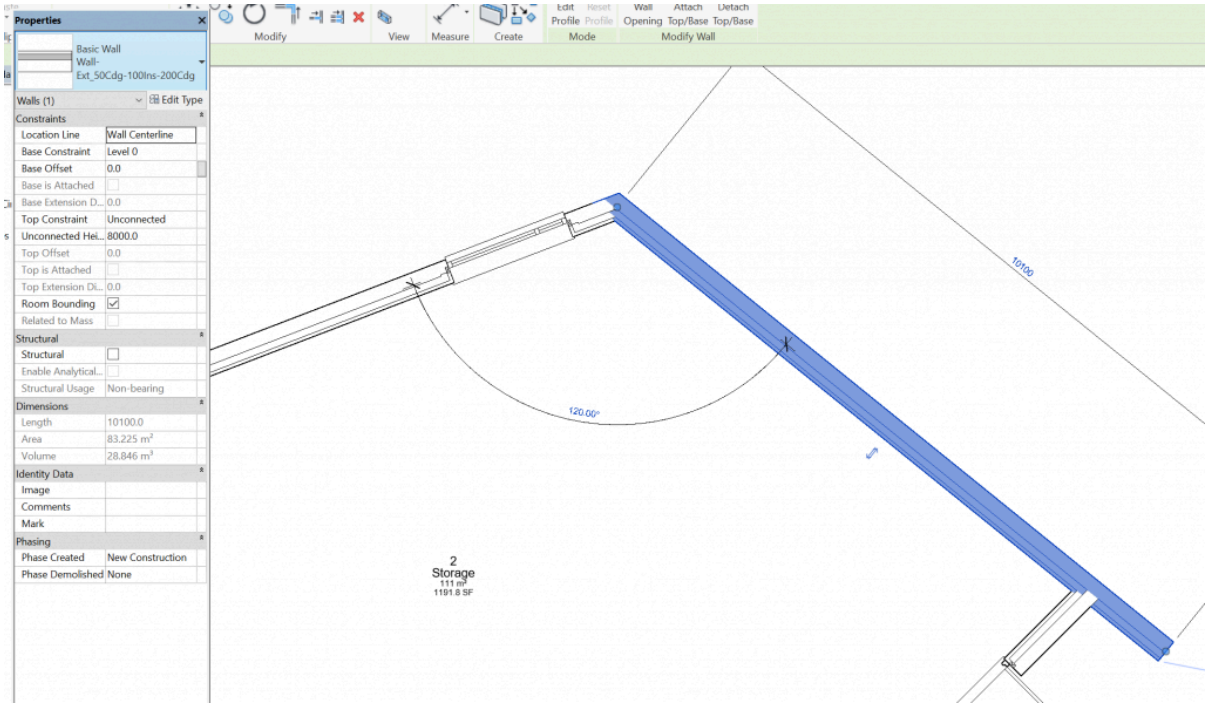 Properties
Basic Wall
Wall-
Ext_50Cdg-100Ins-200Cdg
Walls (1)
Edit Type
Constraints
Location Line Wall Centerline
Base Constraint Level 0
Base Offset 0.0
Base is Attached
Base Extension D... 0.0
Top Constraint Unconnected
Unconnected Hei... 8000.0
Top Offset 0.0
Top is Attached
Top Extension Di... 0.0
Room Bounding
Related to Mass
Structural
Structural
Enable Analytical...
Structural Usage Non-bearing
Dimensions
Length 10100.0
Area 83.225 m²
Volume 28.846 m³
Identity Data
Image
Comments
Mark
Phasing
Phase Created New Construction
Phase Demolished None
Modify
View
Measure
Create
Edit Profile
Reset Profile
Mode
Wall Opening
Attach Top/Base
Detach Top/Base
Modify Wall
10100
120.00°
2
Storage
111 m²
1191.8 SF